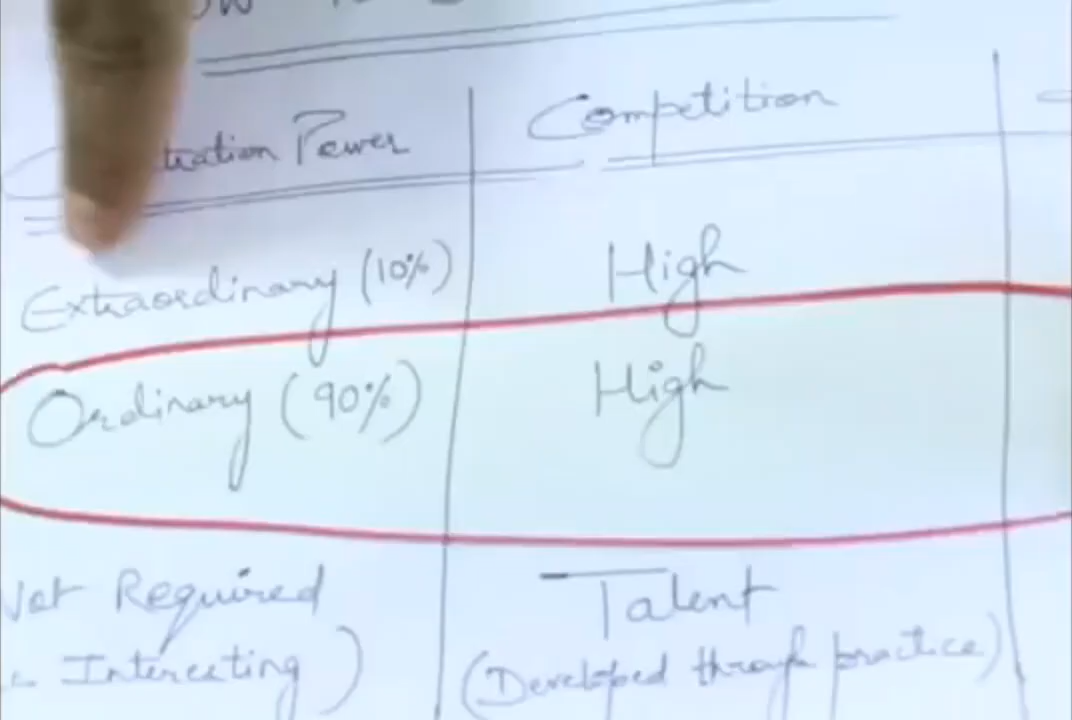 Power Competition
Extraordinary (10%) High
Ordinary (90%) High
Required Talent
Interesting) (Developed through practice)